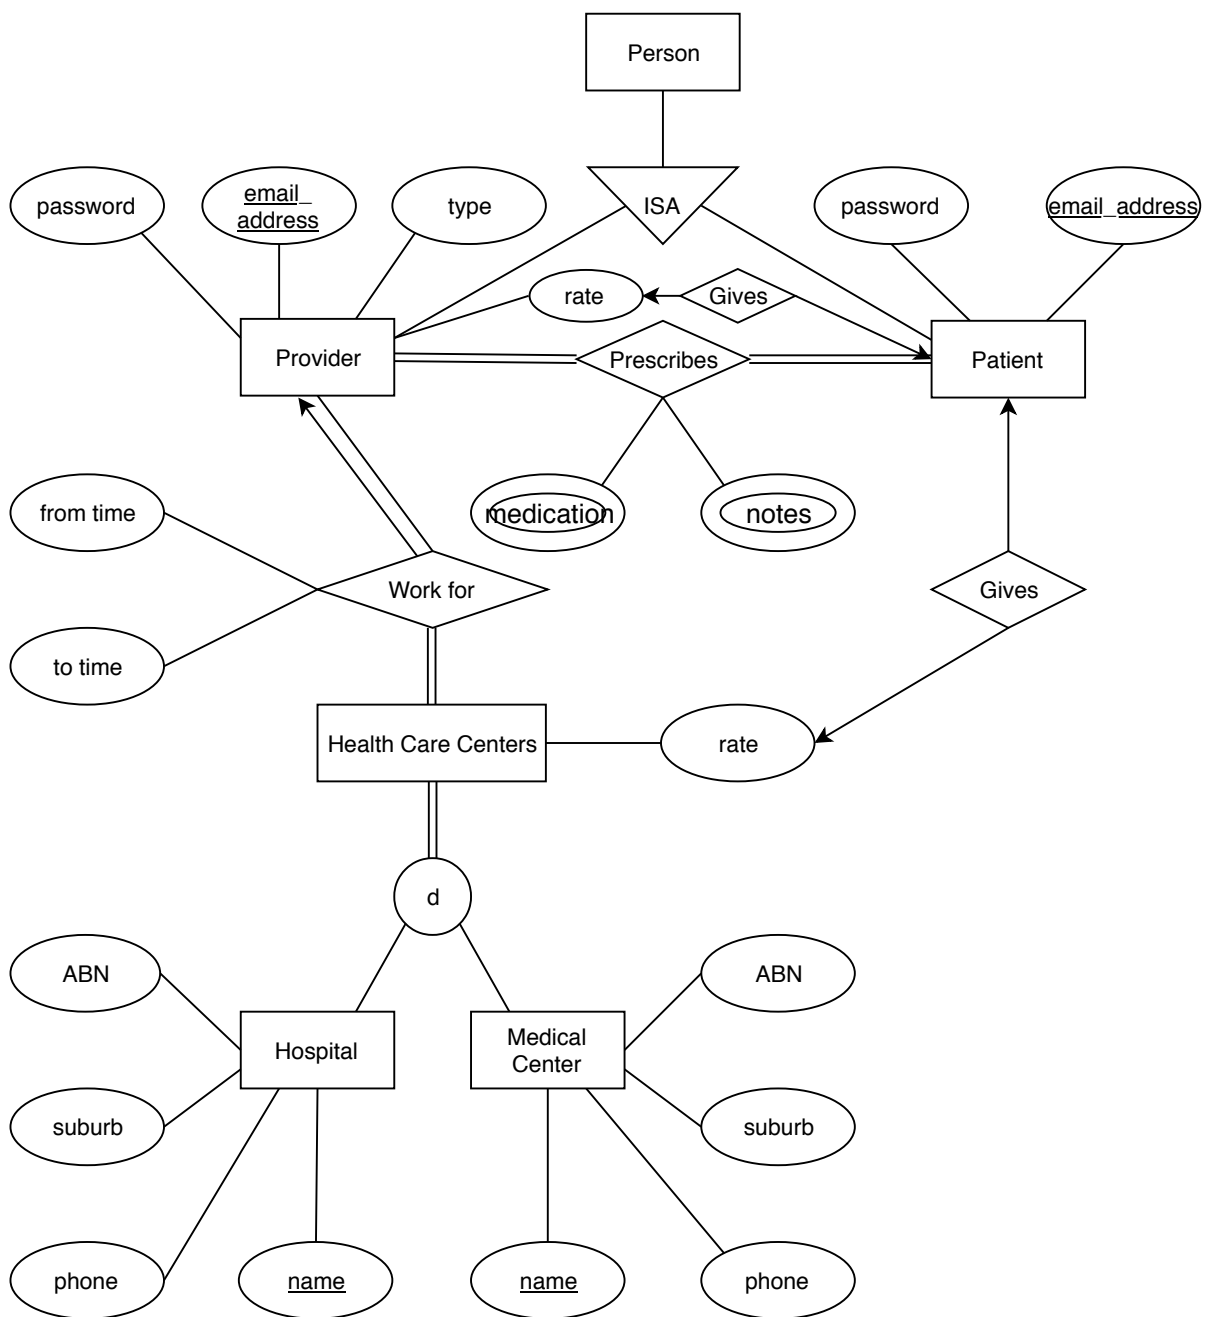 Person
password
email_
address
type
ISA
password
email_address
rate
Gives
Provider
Prescribes
Patient
from time
medication
notes
Work for
Gives
to time
Health Care Centers
rate
d
ABN
ABN
Hospital
Medical
Center
suburb
suburb
phone
name
name
phone